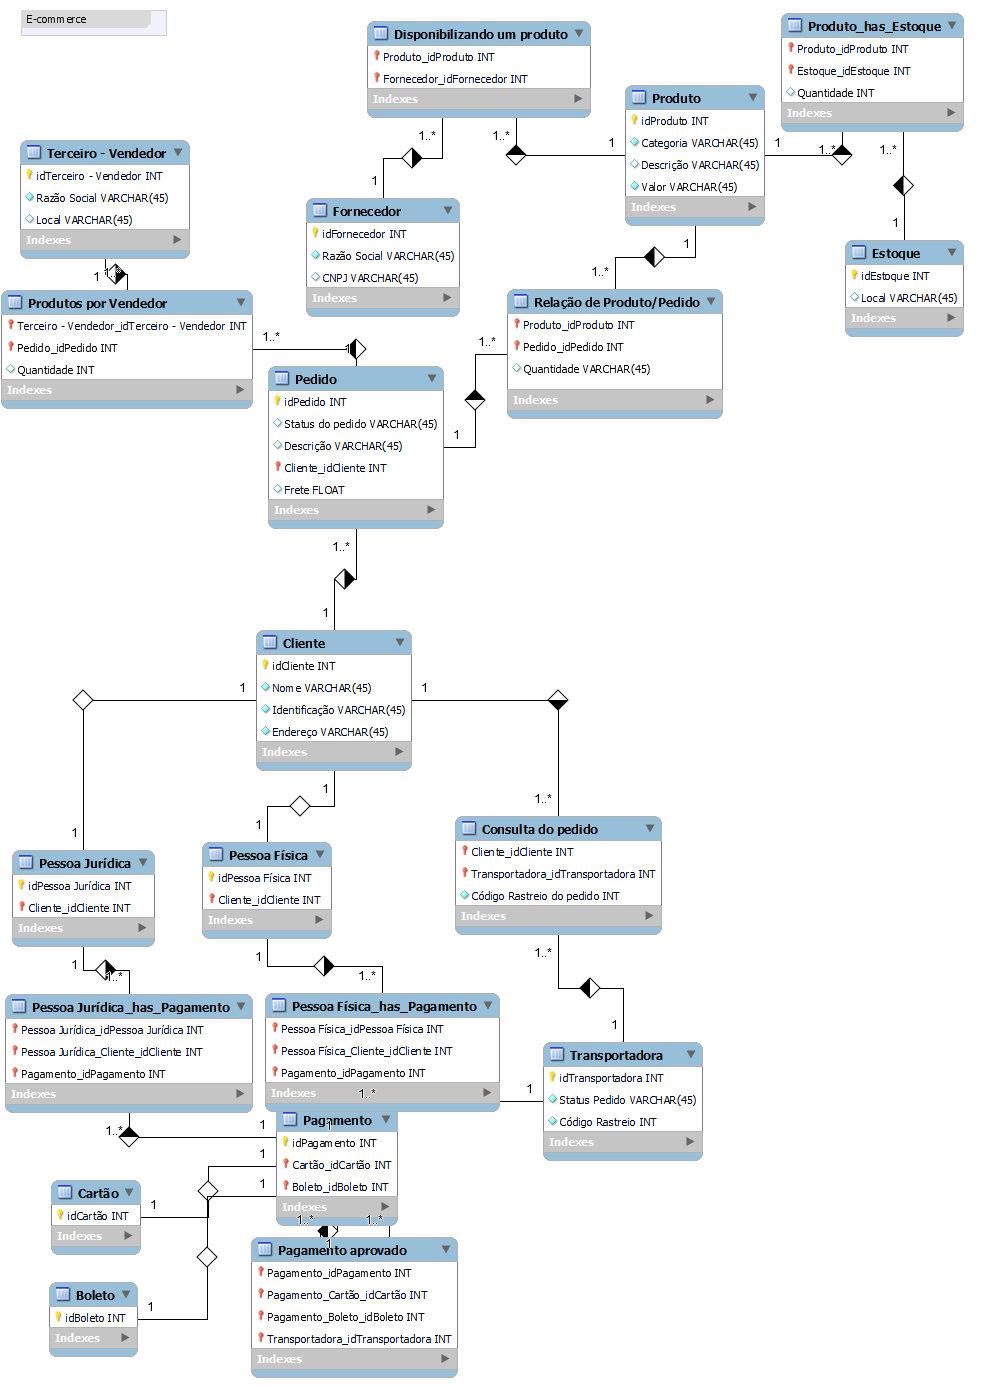 E-commerce
Disponibilizando um produto
Produto_idProduto INT
Fornecedor_idFornecedor INT
Indexes
Produto_has_Estoque
Produto_idProduto INT
Estoque_idEstoque INT
Quantidade INT
Indexes
Produto
idProduto INT
Categoria VARCHAR(45)
Descrição VARCHAR(45)
Valor VARCHAR(45)
Indexes
1..*
1..*
1
1
1..*
1..*
Terceiro - Vendedor
idTerceiro - Vendedor INT
Razão Social VARCHAR(45)
Local VARCHAR(45)
Indexes
1
Fornecedor
idFornecedor INT
Razão Social VARCHAR(45)
CNPJ VARCHAR(45)
Indexes
1
1
Estoque
idEstoque INT
Local VARCHAR(45)
Indexes
1
1..*
1..*
Produtos por Vendedor
Terceiro - Vendedor_idTerceiro - Vendedor INT
Pedido_idPedido INT
Quantidade INT
Indexes
Relação de Produto/Pedido
Produto_idProduto INT
Pedido_idPedido INT
Quantidade VARCHAR(45)
Indexes
1..*
1
1..*
Pedido
idPedido INT
Status do pedido VARCHAR(45)
Descrição VARCHAR(45)
Cliente_idCliente INT
Frete FLOAT
Indexes
1
1..*
1
Cliente
idCliente INT
Nome VARCHAR(45)
Identificação VARCHAR(45)
Endereço VARCHAR(45)
Indexes
1
1
1
1..*
1
1
Consulta do pedido
Cliente_idCliente INT
Transportadora_idTransportadora INT
Código Rastreio do pedido INT
Indexes
Pessoa Jurídica
idPessoa Jurídica INT
Cliente_idCliente INT
Indexes
Pessoa Física
idPessoa Física INT
Cliente_idCliente INT
Indexes
1
1..*
1
1..*
1..*
1
Pessoa Jurídica_has_Pagamento
Pessoa Jurídica_idPessoa Jurídica INT
Pessoa Jurídica_Cliente_idCliente INT
Pagamento_idPagamento INT
Indexes
Pessoa Física_has_Pagamento
Pessoa Física_idPessoa Física INT
Pessoa Física_Cliente_idCliente INT
Pagamento_idPagamento INT
Indexes
1..*
1
Transportadora
idTransportadora INT
Status Pedido VARCHAR(45)
Código Rastreio INT
Indexes
1..*
1
1
Pagamento
idPagamento INT
Cartão_idCartão INT
Boleto_idBoleto INT
Indexes
1
1
Cartão
idCartão INT
Indexes
1
1..*
1..*
1
Boleto
idBoleto INT
Indexes
1
Pagamento aprovado
Pagamento_idPagamento INT
Pagamento_Cartão_idCartão INT
Pagamento_Boleto_idBoleto INT
Transportadora_idTransportadora INT
Indexes